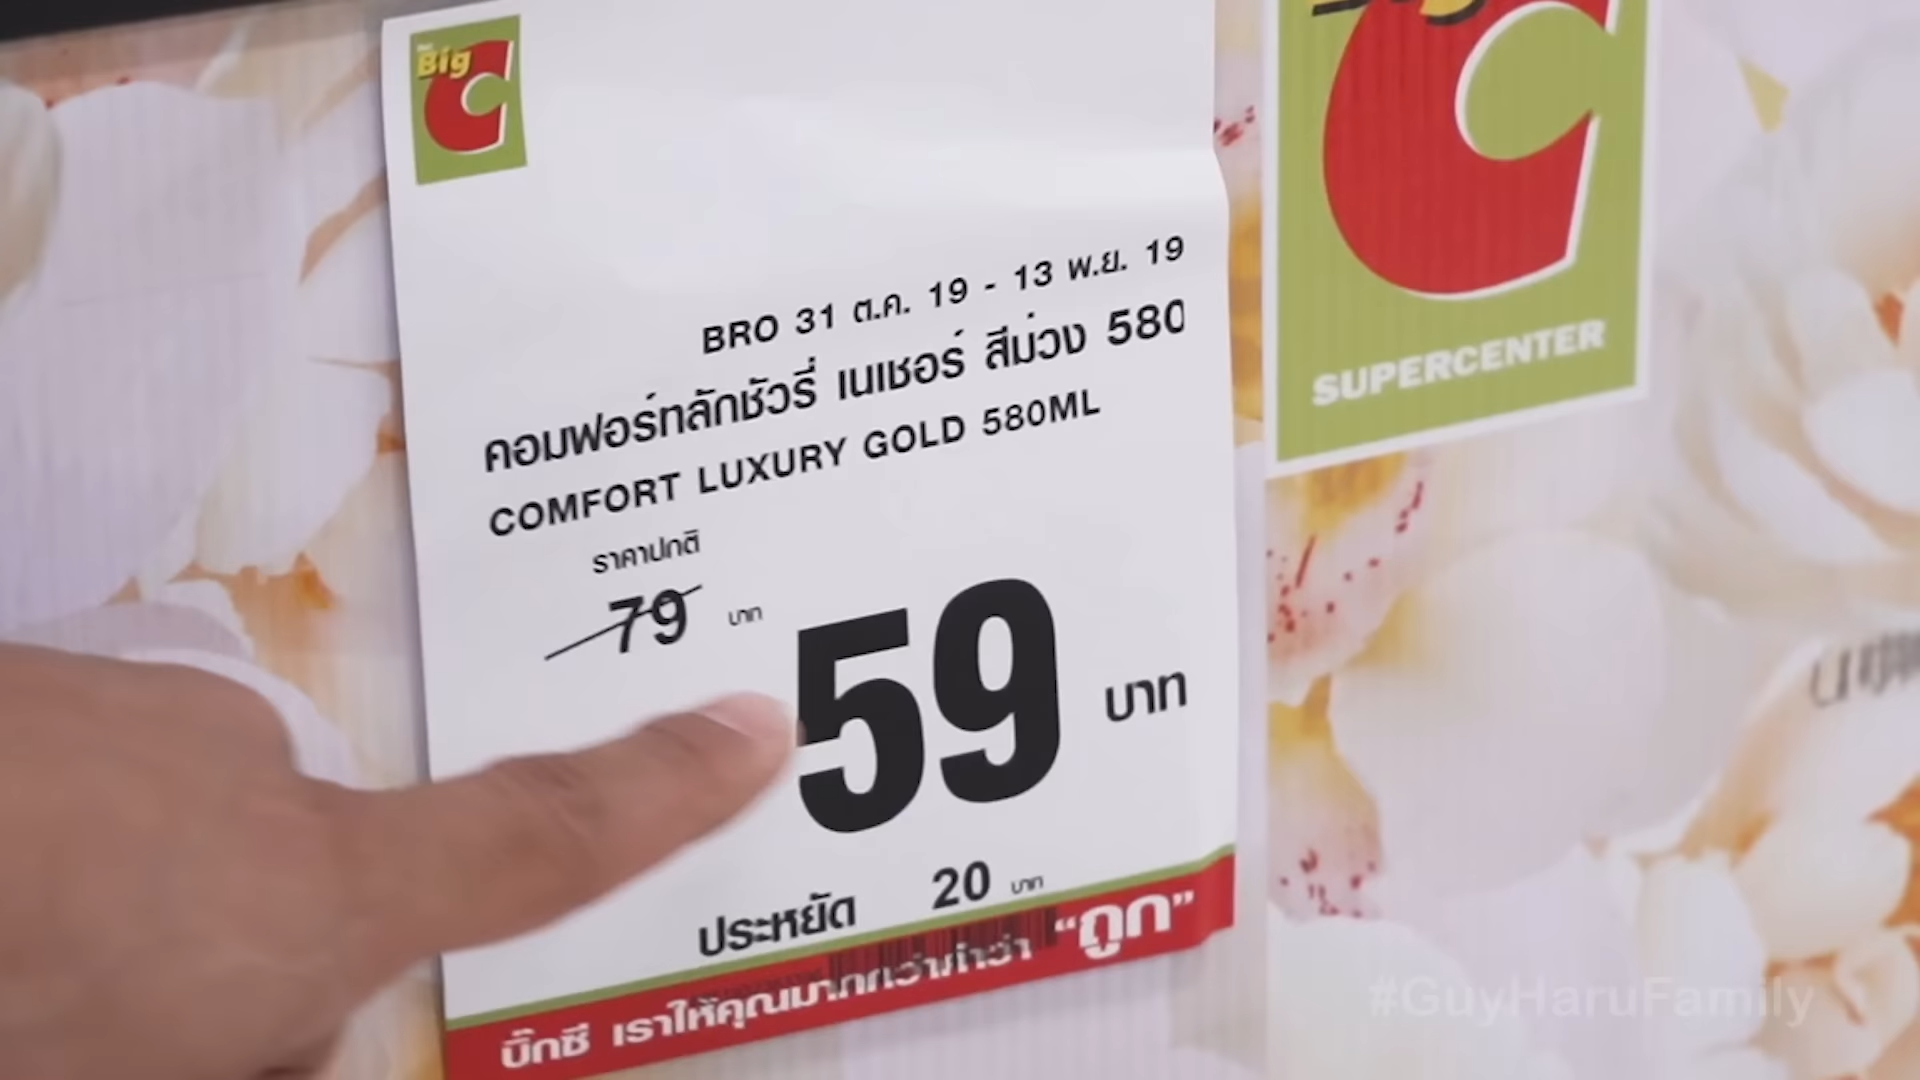 Big C
BRO 31 ต.ค. 19 - 13 พ.ย. 19
คอมฟอร์ทลักชัวรี่ เนเชอร์ สีม่วง 580
COMFORT LUXURY GOLD 580ML
ราคาปกติ
79 บาท
59 บาท
ประหยัด 20 บาท
บิ๊กซี เราให้คุณมากกว่าคำว่า “ถูก”
Big C
SUPERCENTER
#GuyHaruFamily